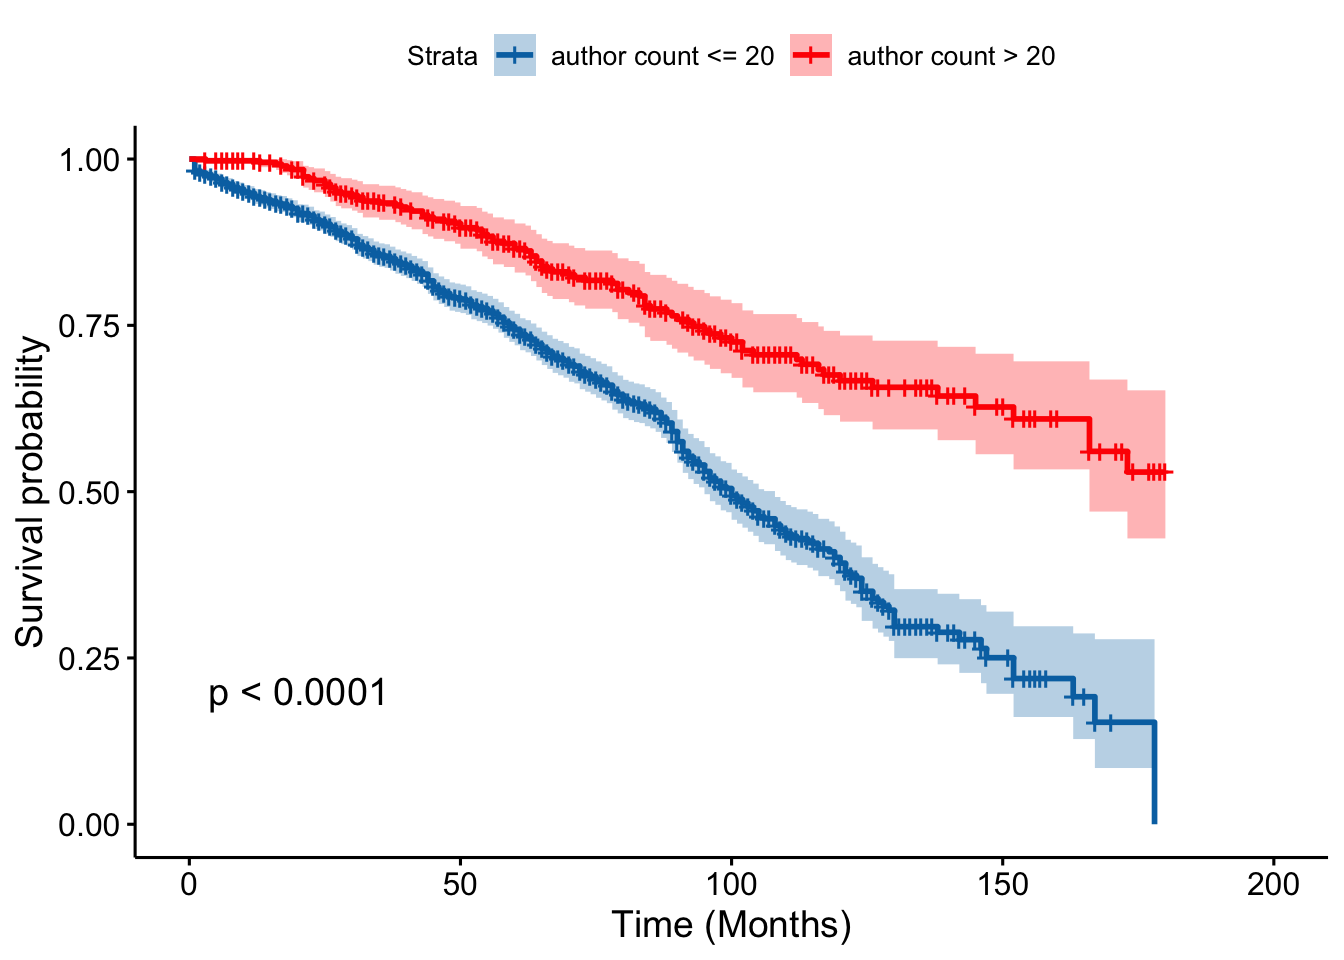 Strata author count <= 20 author count > 20
1.00
0.75
0.50
0.25
0.00
Survival probability
p < 0.0001
0 50 100 150 200
Time (Months)